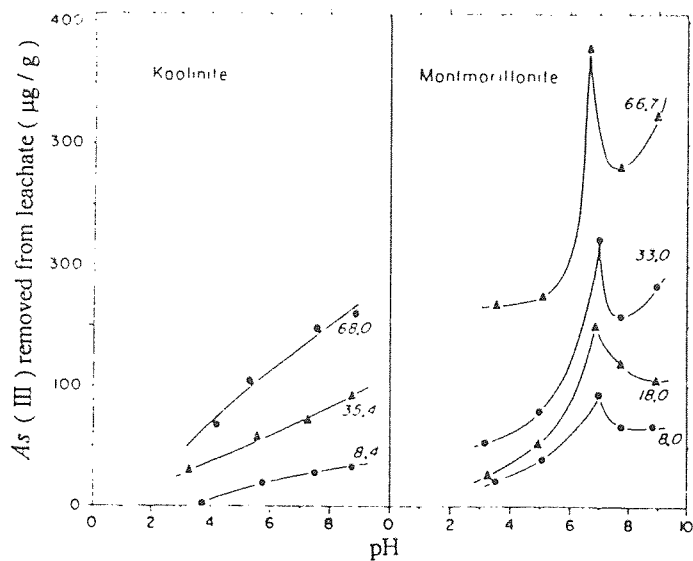 As ( III ) removed from leachate ( µg / g )
400
300
300
100
0
Kaolinite
68,0
35,4
8,4
Montmorillonite
66,7
33,0
18,0
8,0
0 2 4 6 8 0 2 4 6 8 10
pH